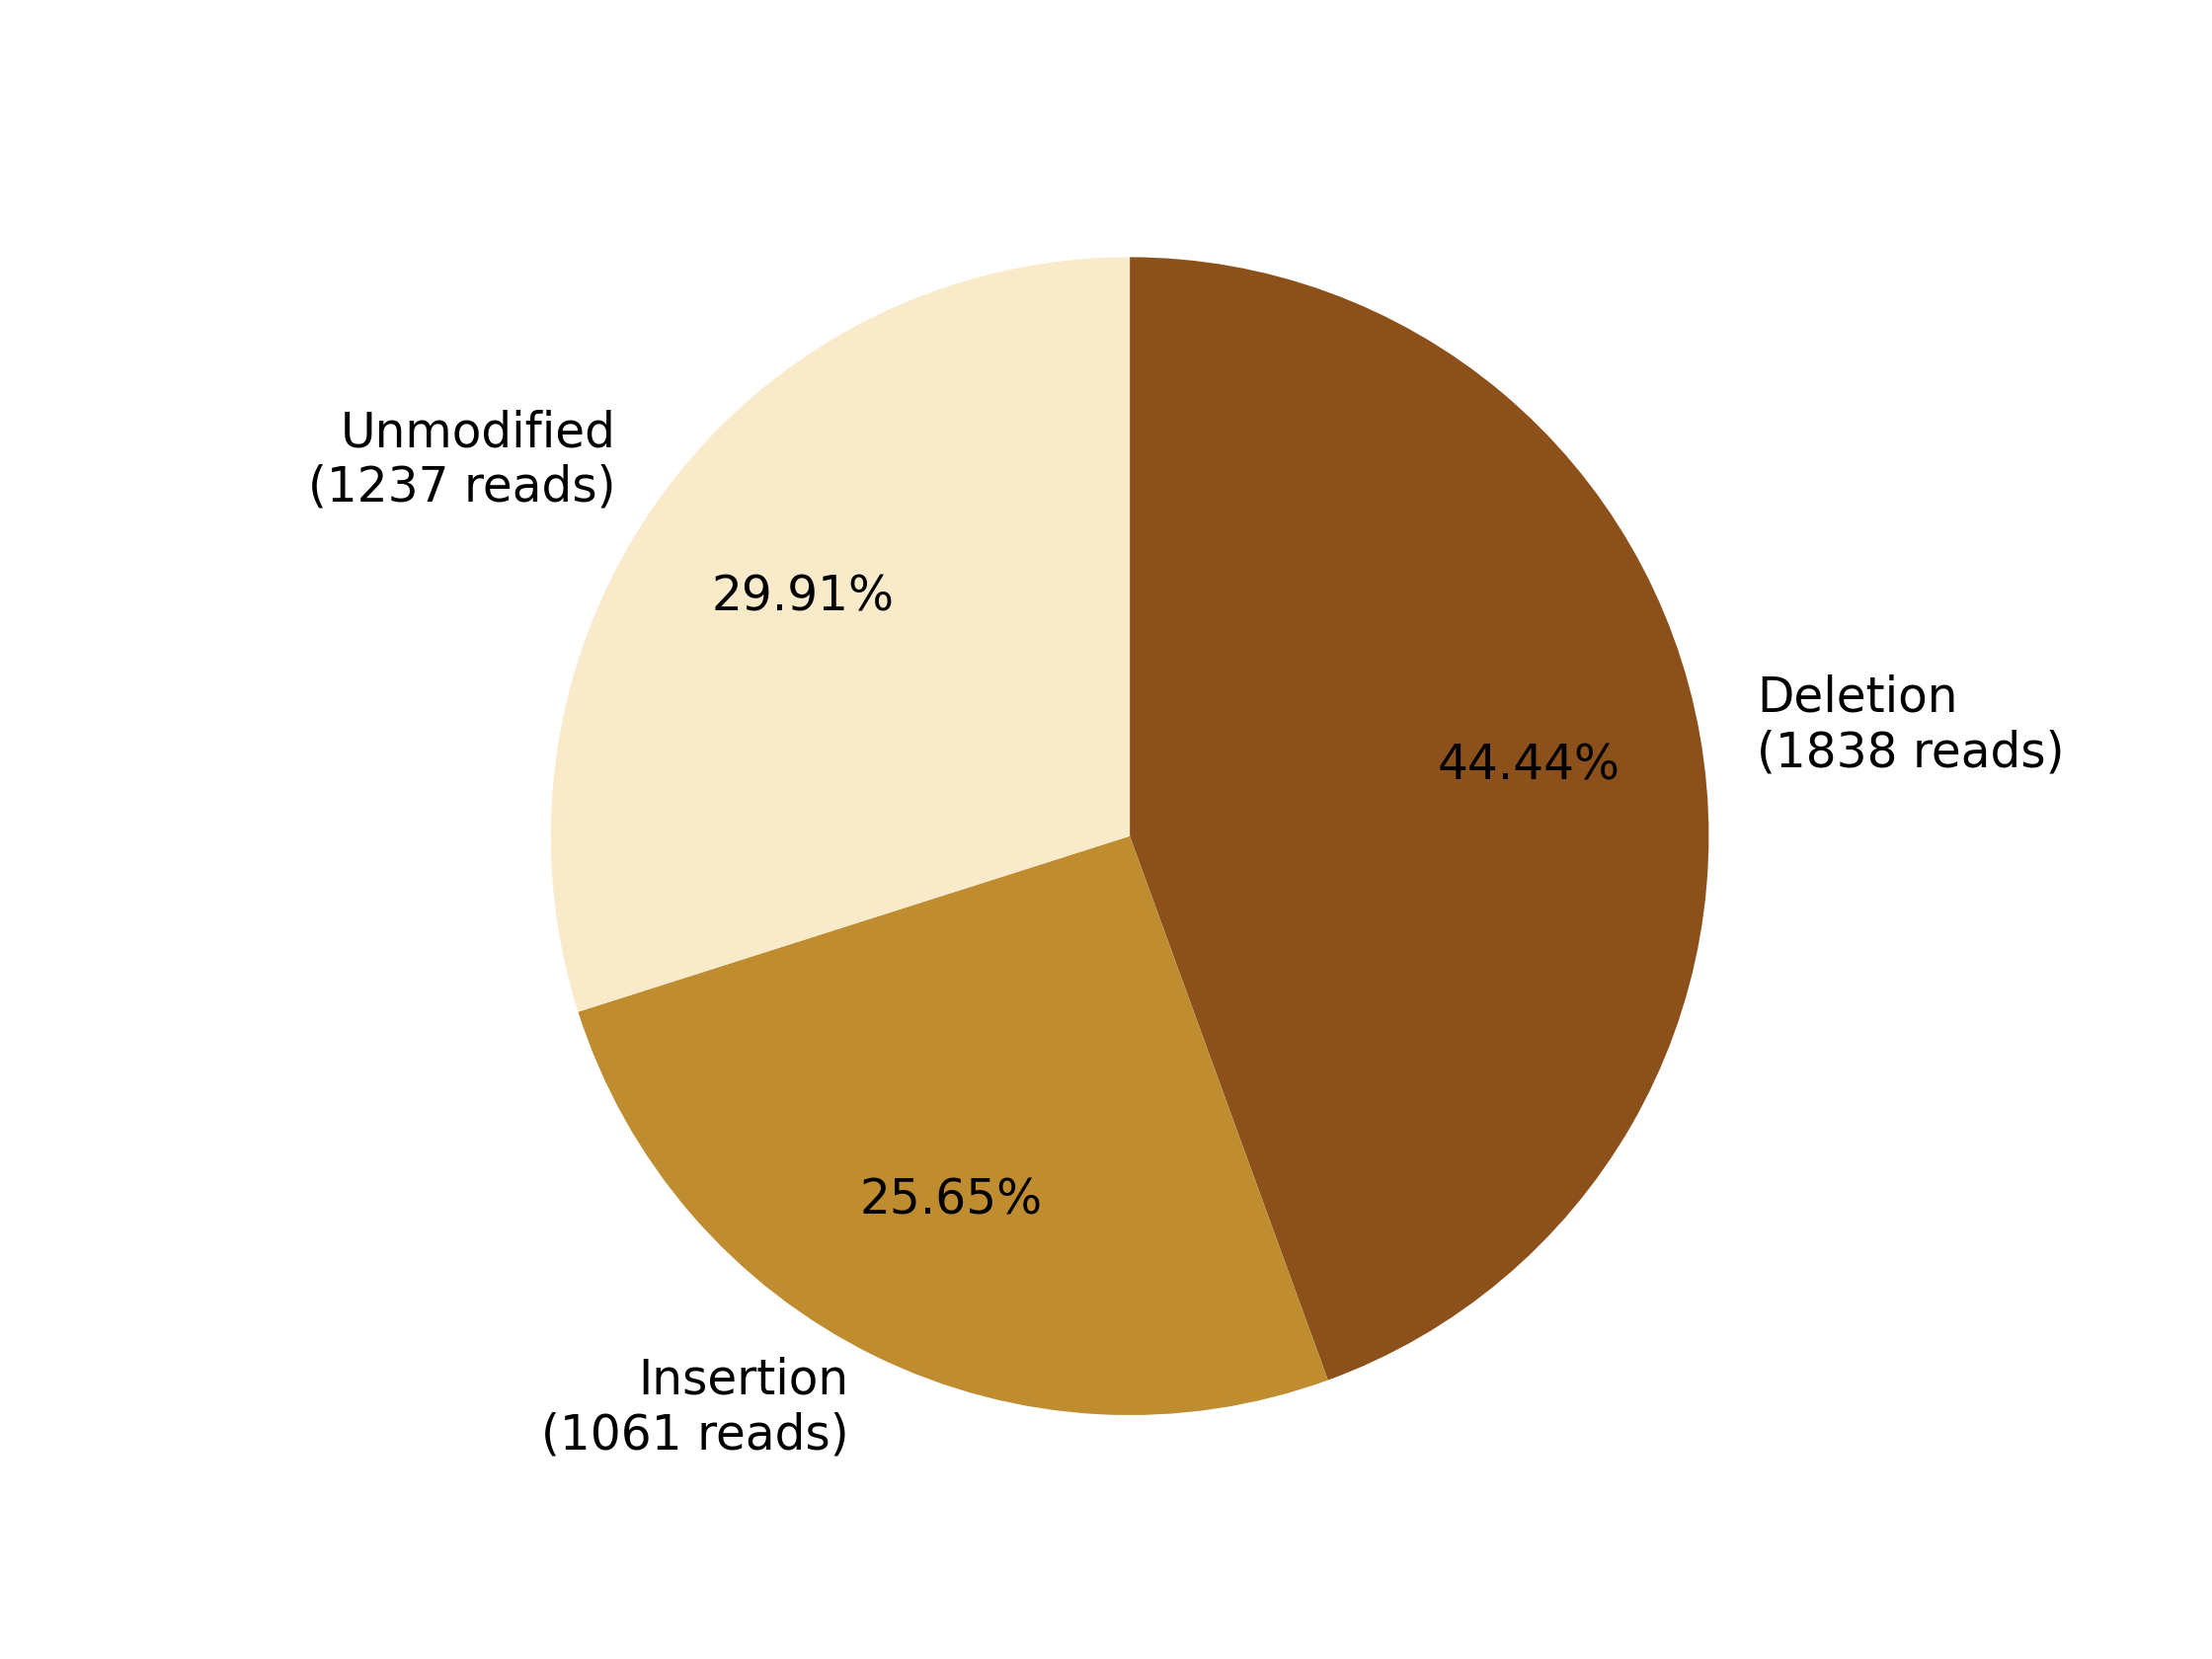 Unmodified
(1237 reads)
29.91%
Deletion
(1838 reads)
44.44%
25.65%
Insertion
(1061 reads)